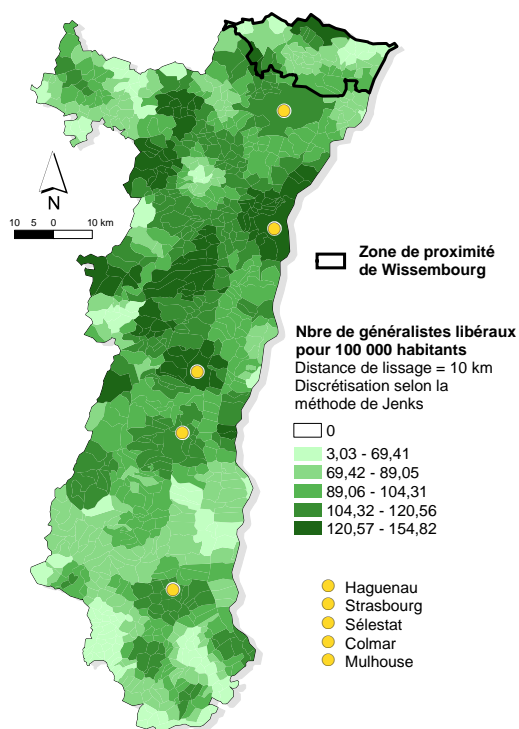 N
10 5 0 10 km
Zone de proximité
de Wissembourg
Nbre de généralistes libéraux
pour 100 000 habitants
Distance de lissage = 10 km
Discrétisation selon la
méthode de Jenks
0
3,03 - 69,41
69,42 - 89,05
89,06 - 104,31
104,32 - 120,56
120,57 - 154,82
Haguenau
Strasbourg
Sélestat
Colmar
Mulhouse